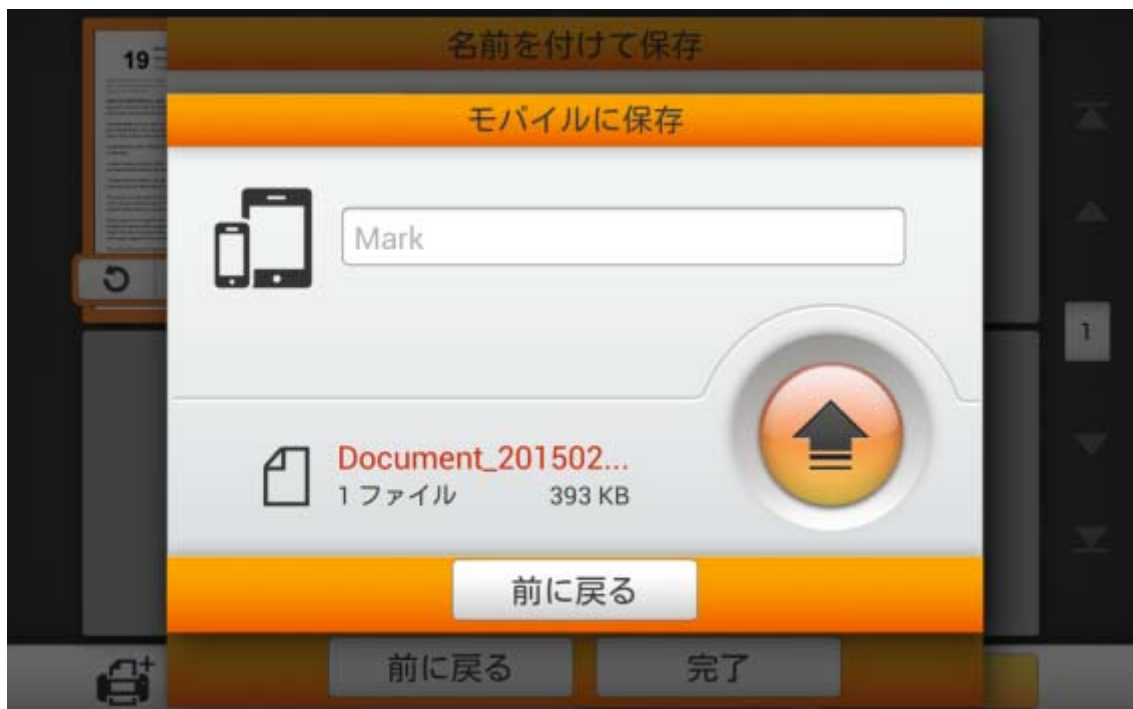 19
名前を付けて保存
モバイルに保存
Mark
1
Document_201502...
1 ファイル 393 KB
前に戻る
前に戻る 完了